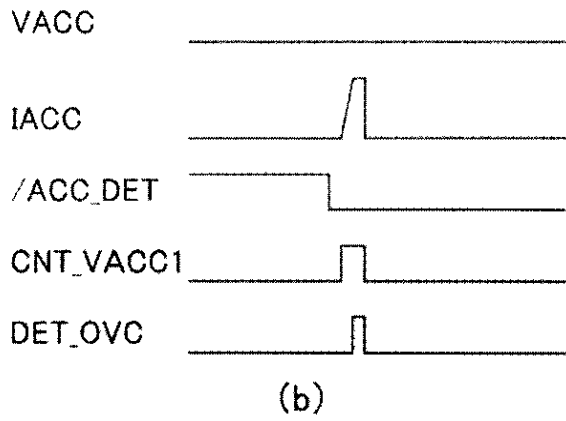 VACC
IACC
/ACC_DET
CNT_VACC1
DET_OVC
(b)